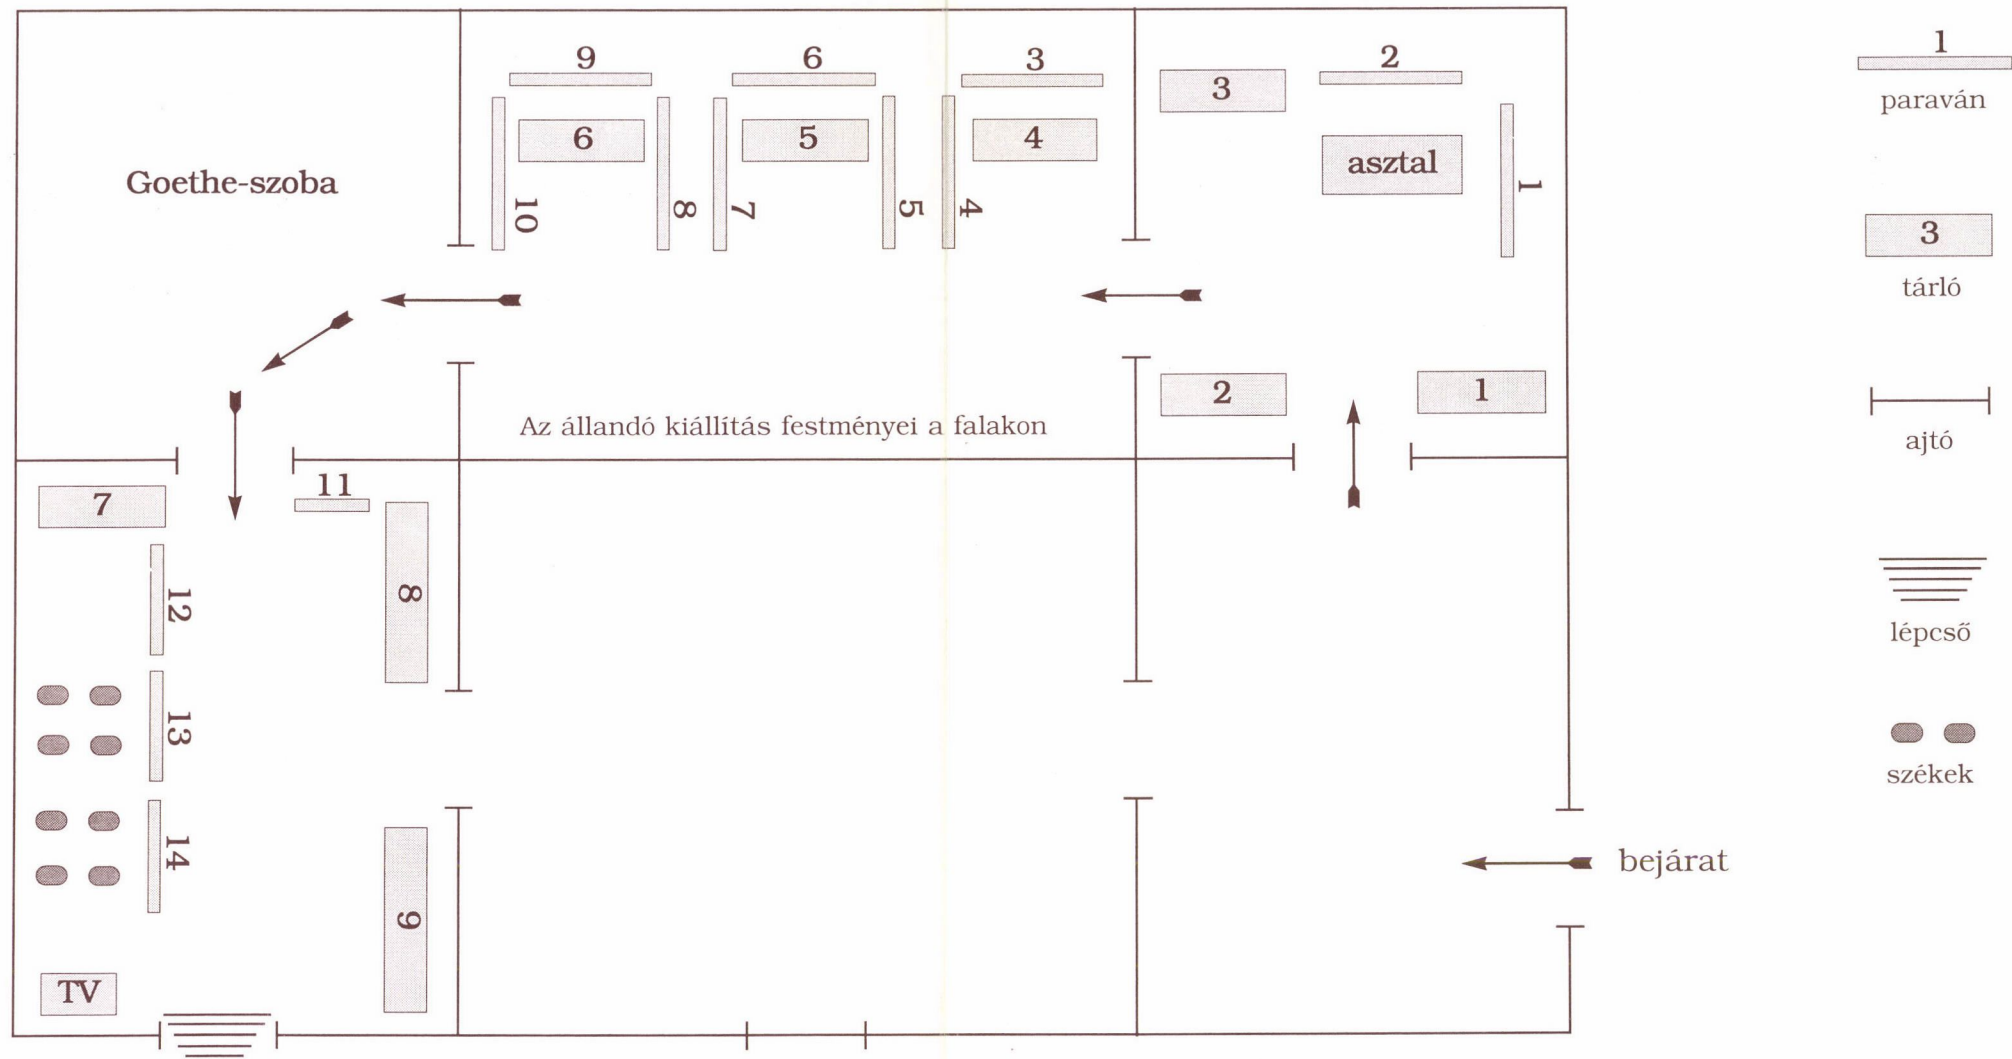 9
6
3
2
1
3
6
5
4
asztal
1
paraván
Goethe-szoba
10
8
7
5
4
3
tárló
2
1
Az állandó kiállítás festményei a falakon
ajtó
7
11
8
12
lépcső
13
székek
14
9
bejárat
TV